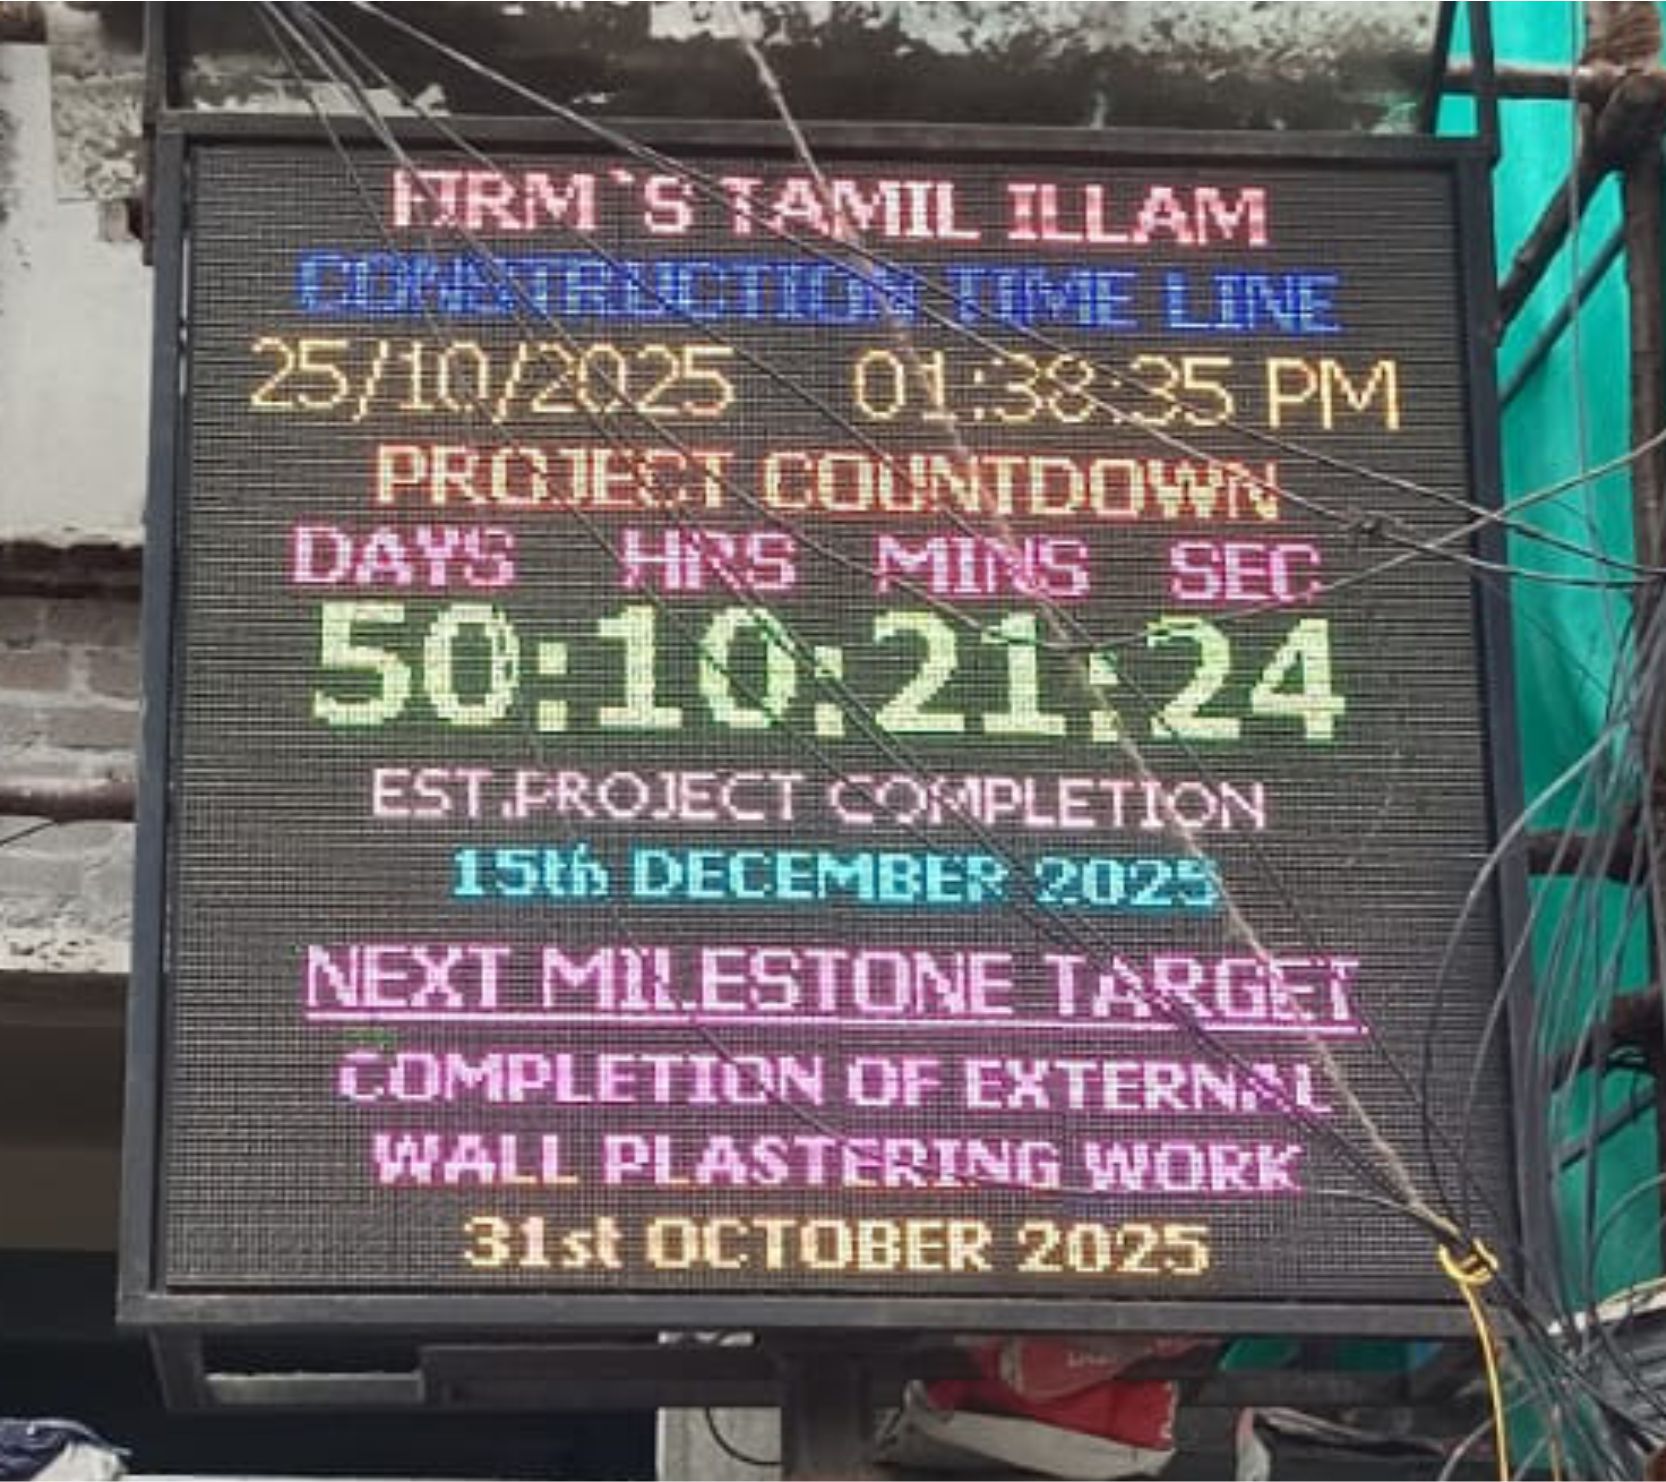 FIRM`S TAMIL ILLAM
CONSTRUCTION TIME LINE
25/10/2025 01:38:35 PM
PROJECT COUNTDOWN
DAYS HRS MINS SEC
50:10:21:24
EST.PROJECT COMPLETION
15th DECEMBER 2025
NEXT MILESTONE TARGET
COMPLETION OF EXTERNAL
WALL PLASTERING WORK
31st OCTOBER 2025